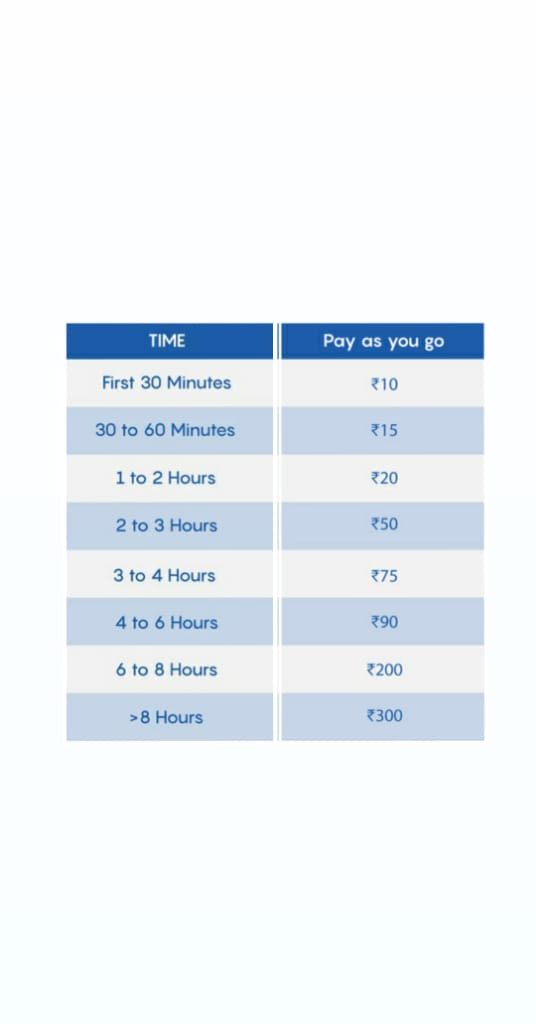 TIME Pay as you go
First 30 Minutes ₹10
30 to 60 Minutes ₹15
1 to 2 Hours ₹20
2 to 3 Hours ₹50
3 to 4 Hours ₹75
4 to 6 Hours ₹90
6 to 8 Hours ₹200
>8 Hours ₹300